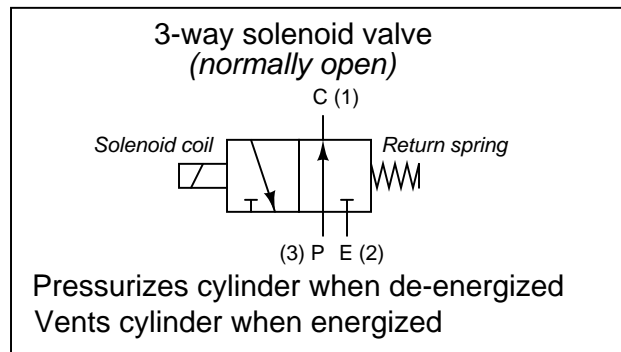 3-way solenoid valve
(normally open)
C (1)
Solenoid coil
Return spring
(3) P E (2)
Pressurizes cylinder when de-energized
Vents cylinder when energized